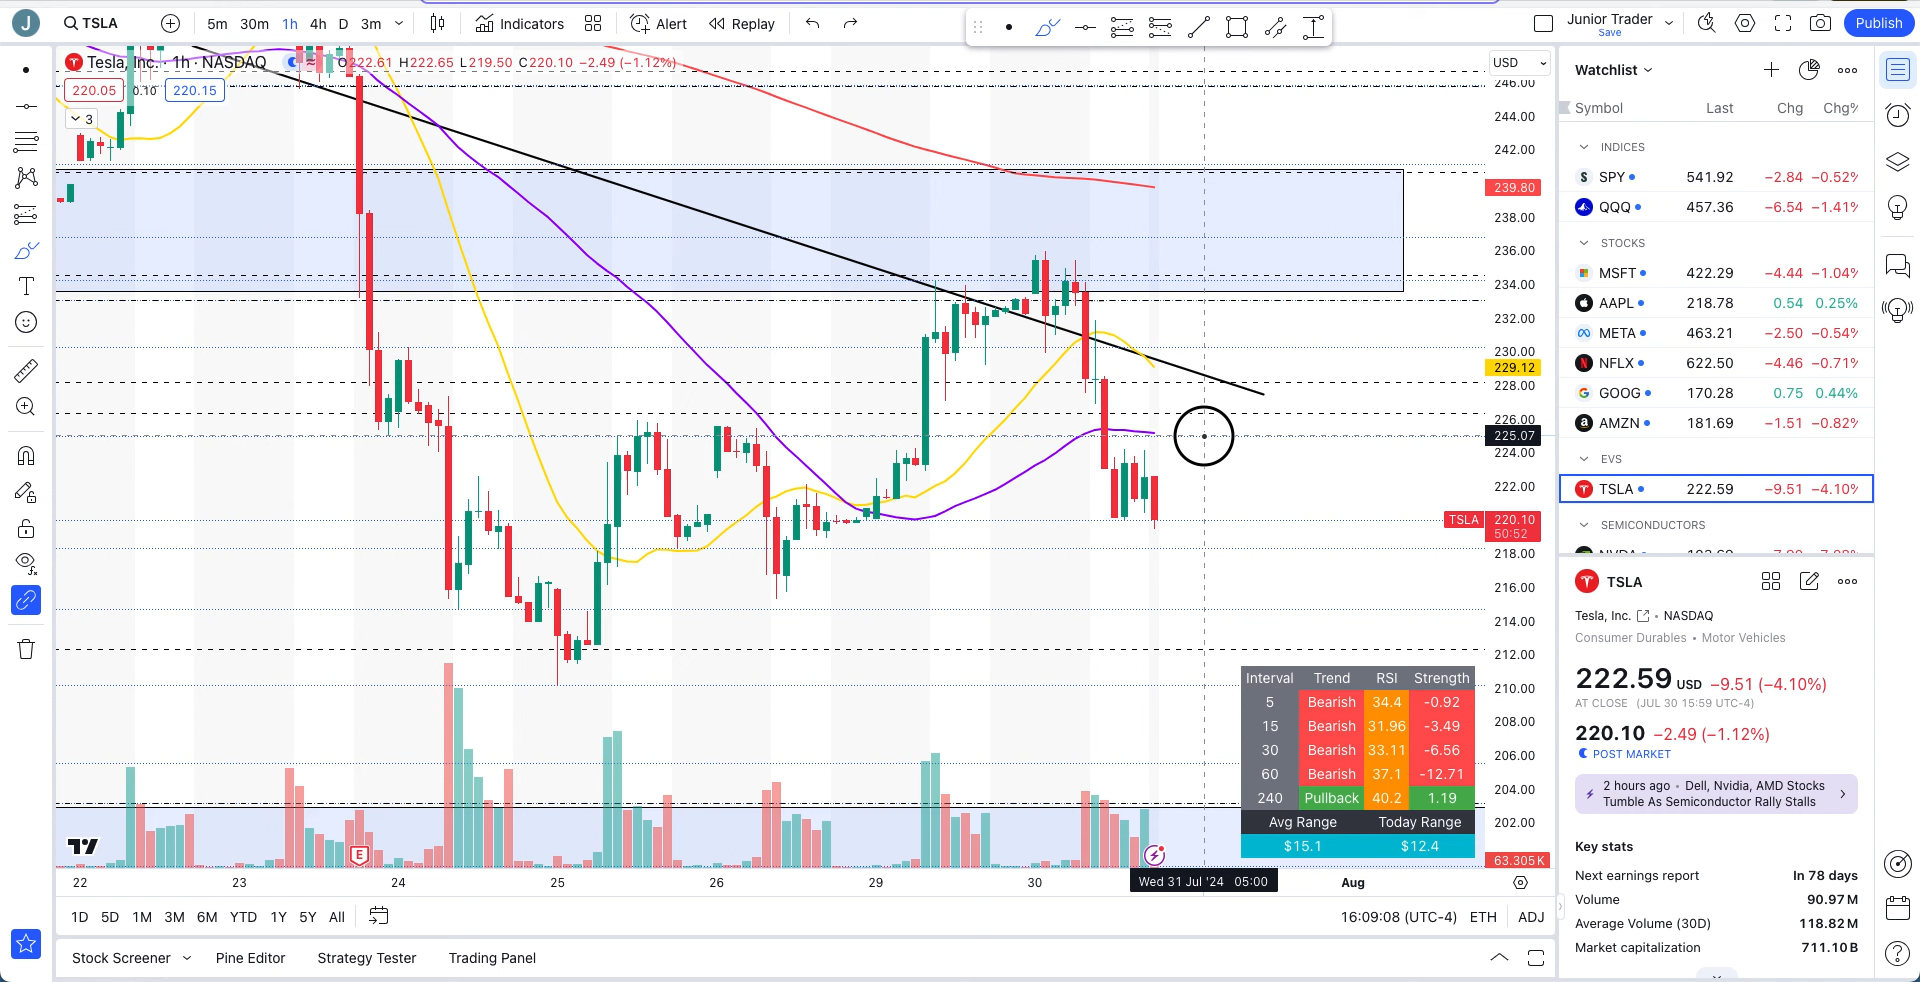 J
TSLA
5m 30m 1h 4h D 3m
Indicators
Alert
Replay
Junior Trader
Save
Publish
Tesla, Inc. · 1h · NASDAQ
O222.61 H222.65 L219.50 C220.10 −2.49 (−1.12%)
220.05 0.10 220.15
3
USD
246.00
244.00
242.00
239.80
238.00
236.00
234.00
232.00
230.00
229.12
228.00
226.00
225.07
224.00
222.00
TSLA 220.10
50:52
218.00
216.00
214.00
212.00
210.00
208.00
206.00
204.00
202.00
63.305K
Interval Trend RSI Strength
5 Bearish 34.4 -0.92
15 Bearish 31.96 -3.49
30 Bearish 33.11 -6.56
60 Bearish 37.1 -12.71
240 Pullback 40.2 1.19
Avg Range Today Range
$15.1 $12.4
E
22 23 24 25 26 29 30 Wed 31 Jul '24 05:00 Aug
1D 5D 1M 3M 6M YTD 1Y 5Y All
16:09:08 (UTC-4) ETH ADJ
Stock Screener Pine Editor Strategy Tester Trading Panel
Watchlist
Symbol Last Chg Chg%
INDICES
SPY 541.92 −2.84 −0.52%
QQQ 457.36 −6.54 −1.41%
STOCKS
MSFT 422.29 −4.44 −1.04%
AAPL 218.78 0.54 0.25%
META 463.21 −2.50 −0.54%
NFLX 622.50 −4.46 −0.71%
GOOG 170.28 0.75 0.44%
AMZN 181.69 −1.51 −0.82%
EVS
TSLA 222.59 −9.51 −4.10%
SEMICONDUCTORS
TSLA
Tesla, Inc. • NASDAQ
Consumer Durables • Motor Vehicles
222.59 USD −9.51 (−4.10%)
AT CLOSE (JUL 30 15:59 UTC-4)
220.10 −2.49 (−1.12%)
POST MARKET
2 hours ago • Dell, Nvidia, AMD Stocks
Tumble As Semiconductor Rally Stalls
Key stats
Next earnings report In 78 days
Volume 90.97M
Average Volume (30D) 118.82M
Market capitalization 711.10B